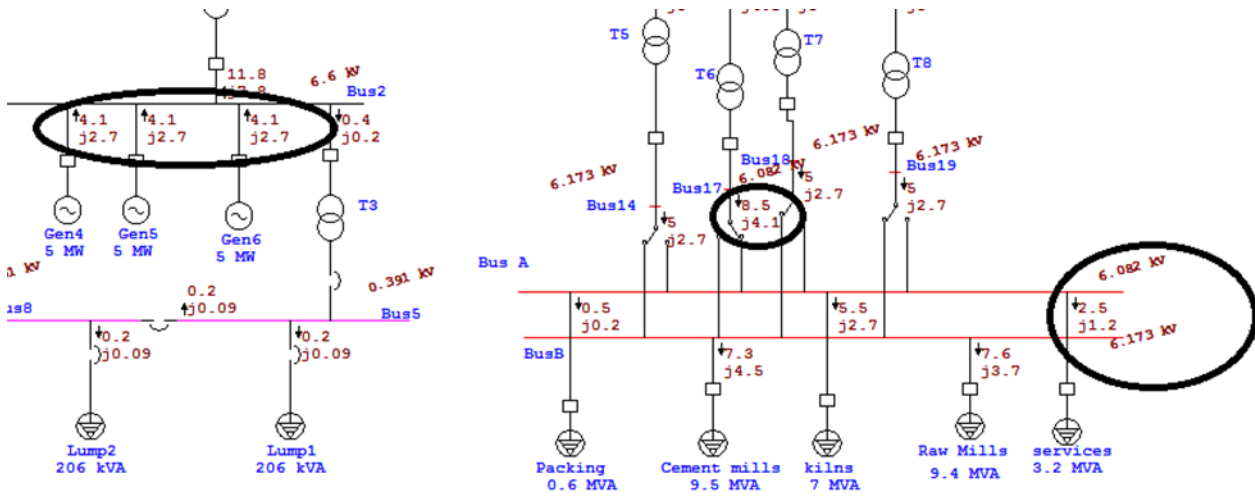 11.8
j7.8
6.6 kV
Bus2
4.1
j2.7
4.1
j2.7
4.1
j2.7
0.4
j0.2
Gen4
5 MW
Gen5
5 MW
Gen6
5 MW
T3
0.391 kV
0.2
j0.09
Bus5
0.2
j0.09
0.2
j0.09
Lump2
206 kVA
Lump1
206 kVA
T5
T6
T7
T8
6.173 kV
6.082 kV
6.173 kV
6.173 kV
Bus14
5
j2.7
Bus17
8.5
j4.1
Bus18
5
j2.7
Bus19
5
j2.7
Bus A
6.082 kV
0.5
j0.2
5.5
j2.7
2.5
j1.2
6.173 kV
BusB
7.3
j4.5
7.6
j3.7
Packing
0.6 MVA
Cement mills
9.5 MVA
kilns
7 MVA
Raw Mills
9.4 MVA
services
3.2 MVA